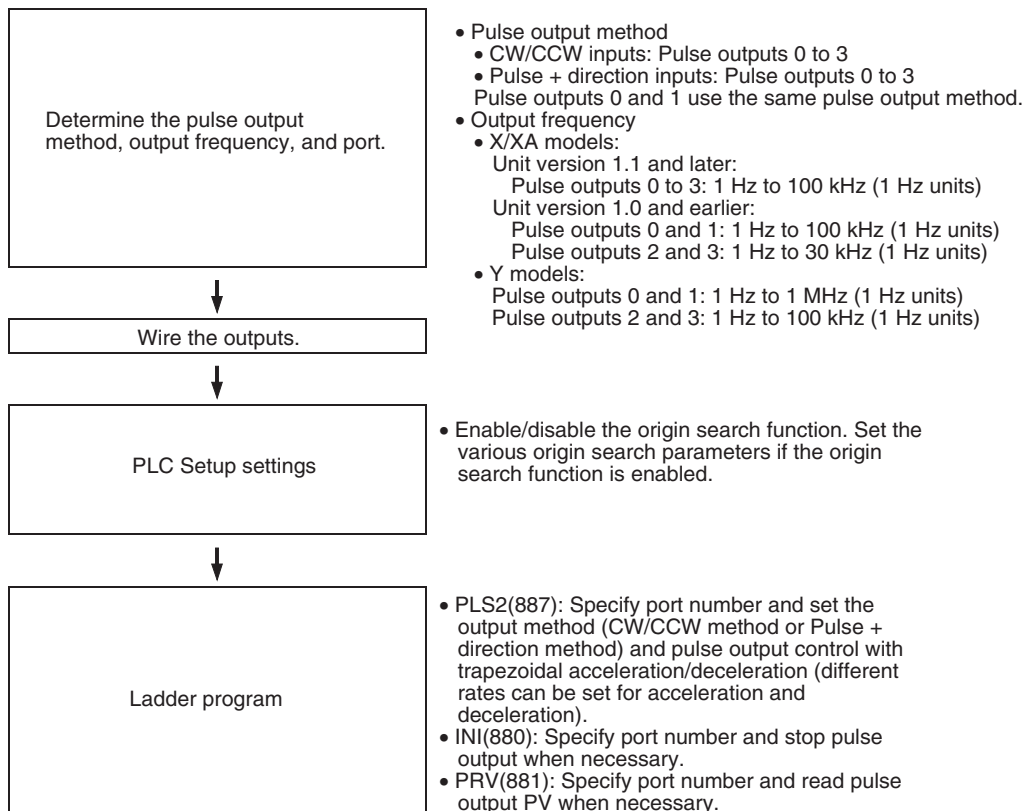 Determine the pulse output
method, output frequency, and port.
• Pulse output method
• CW/CCW inputs: Pulse outputs 0 to 3
• Pulse + direction inputs: Pulse outputs 0 to 3
Pulse outputs 0 and 1 use the same pulse output method.
• Output frequency
• X/XA models:
Unit version 1.1 and later:
Pulse outputs 0 to 3: 1 Hz to 100 kHz (1 Hz units)
Unit version 1.0 and earlier:
Pulse outputs 0 and 1: 1 Hz to 100 kHz (1 Hz units)
Pulse outputs 2 and 3: 1 Hz to 30 kHz (1 Hz units)
• Y models:
Pulse outputs 0 and 1: 1 Hz to 1 MHz (1 Hz units)
Pulse outputs 2 and 3: 1 Hz to 100 kHz (1 Hz units)
Wire the outputs.
PLC Setup settings
• Enable/disable the origin search function. Set the
various origin search parameters if the origin
search function is enabled.
Ladder program
• PLS2(887): Specify port number and set the
output method (CW/CCW method or Pulse +
direction method) and pulse output control with
trapezoidal acceleration/deceleration (different
rates can be set for acceleration and
deceleration).
• INI(880): Specify port number and stop pulse
output when necessary.
• PRV(881): Specify port number and read pulse
output PV when necessary.